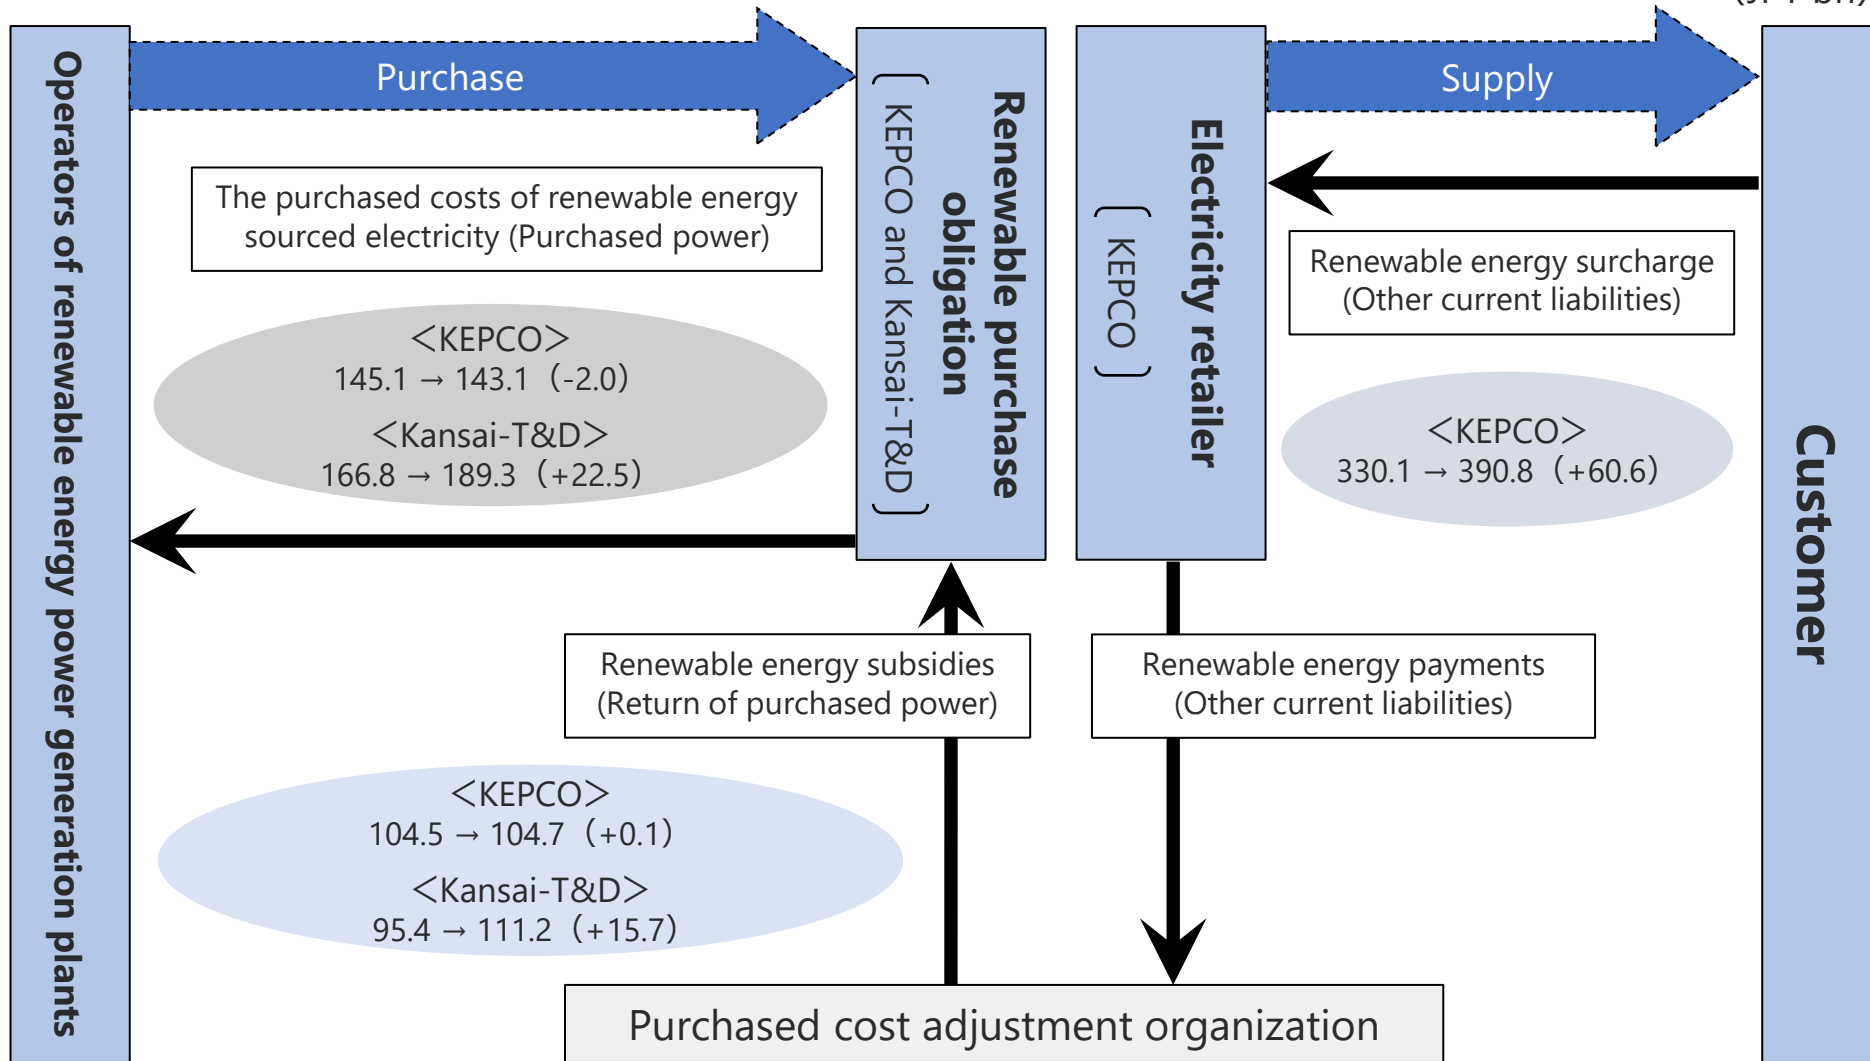 Purchase
Supply
Operators of renewable energy power generation plants
The purchased costs of renewable energy
sourced electricity (Purchased power)
<KEPCO>
145.1 → 143.1 (-2.0)
<Kansai-T&D>
166.8 → 189.3 (+22.5)
Renewable purchase
obligation
[KEPCO and Kansai-T&D]
Electricity retailer
[KEPCO]
Renewable energy surcharge
(Other current liabilities)
<KEPCO>
330.1 → 390.8 (+60.6)
Customer
Renewable energy subsidies
(Return of purchased power)
Renewable energy payments
(Other current liabilities)
<KEPCO>
104.5 → 104.7 (+0.1)
<Kansai-T&D>
95.4 → 111.2 (+15.7)
Purchased cost adjustment organization